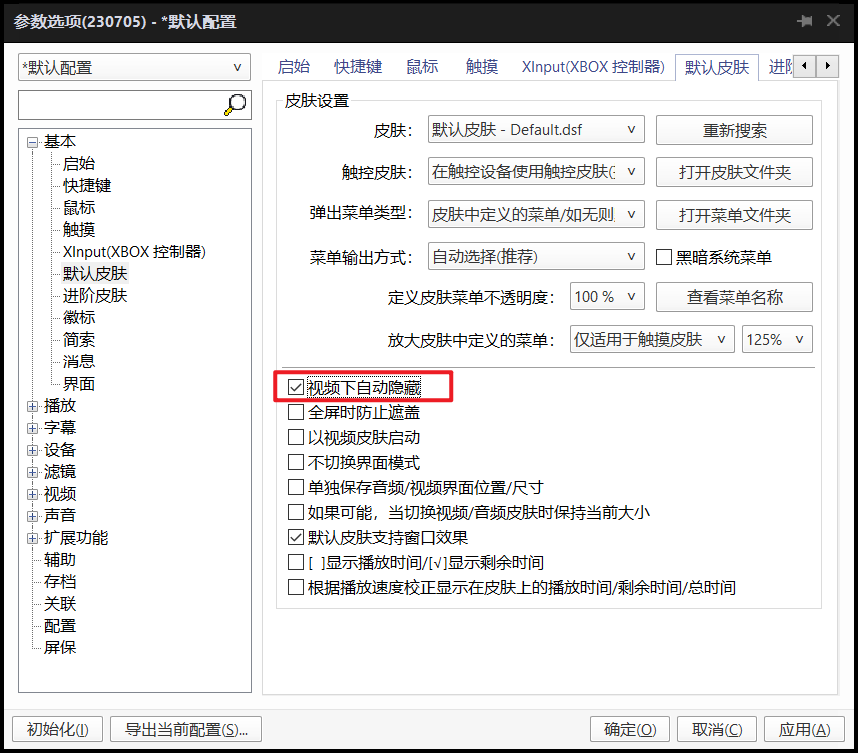 参数选项(230705) - *默认配置
*默认配置
启始 快捷键 鼠标 触摸 XInput(XBOX 控制器) 默认皮肤 进阶
基本
启始
快捷键
鼠标
触摸
XInput(XBOX 控制器)
默认皮肤
进阶皮肤
徽标
简索
消息
界面
播放
字幕
设备
滤镜
视频
声音
扩展功能
辅助
存档
关联
配置
屏保
皮肤设置
皮肤： 默认皮肤 - Default.dsf 重新搜索
触控皮肤： 在触控设备使用触控皮肤( 打开皮肤文件夹
弹出菜单类型： 皮肤中定义的菜单/如无则 打开菜单文件夹
菜单输出方式： 自动选择(推荐) 黑暗系统菜单
定义皮肤菜单不透明度： 100 % 查看菜单名称
放大皮肤中定义的菜单： 仅适用于触摸皮肤 125%
视频下自动隐藏
全屏时防止遮盖
以视频皮肤启动
不切换界面模式
单独保存音频/视频界面位置/尺寸
如果可能，当切换视频/音频皮肤时保持当前大小
默认皮肤支持窗口效果
[ ]显示播放时间/[√]显示剩余时间
根据播放速度校正显示在皮肤上的播放时间/剩余时间/总时间
初始化(I) 导出当前配置(S)... 确定(O) 取消(C) 应用(A)